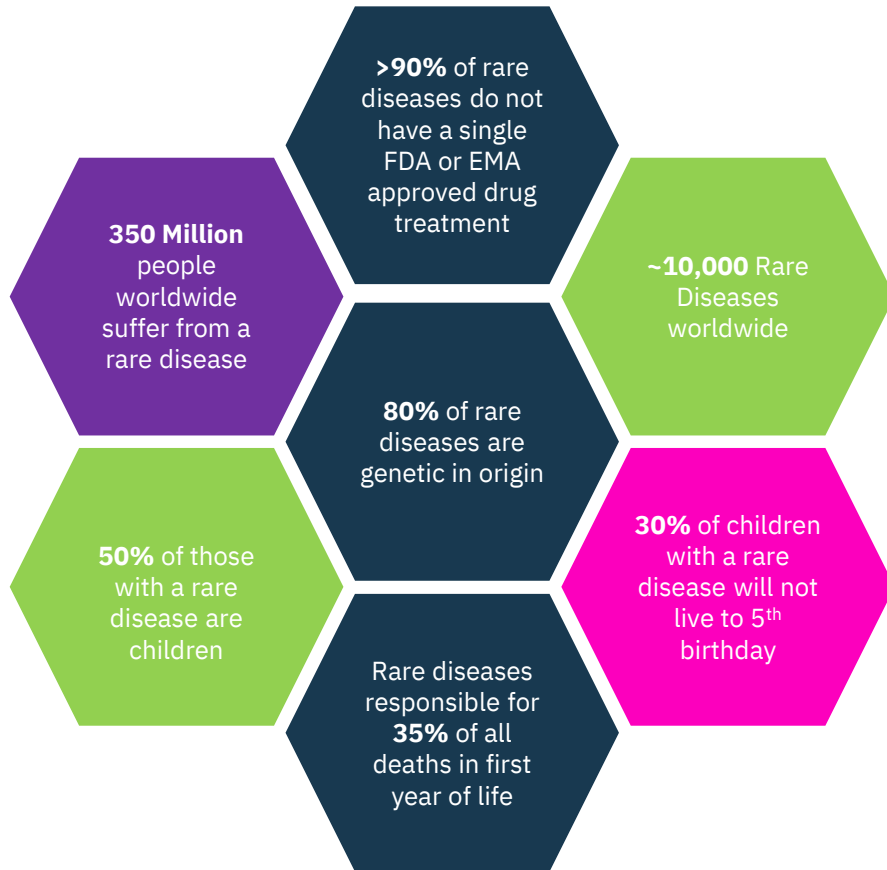 >90% of rare
diseases do not
have a single
FDA or EMA
approved drug
treatment
350 Million
people
worldwide
suffer from a
rare disease
~10,000 Rare
Diseases
worldwide
80% of rare
diseases are
genetic in origin
50% of those
with a rare
disease are
children
30% of children
with a rare
disease will not
live to 5th
birthday
Rare diseases
responsible for
35% of all
deaths in first
year of life